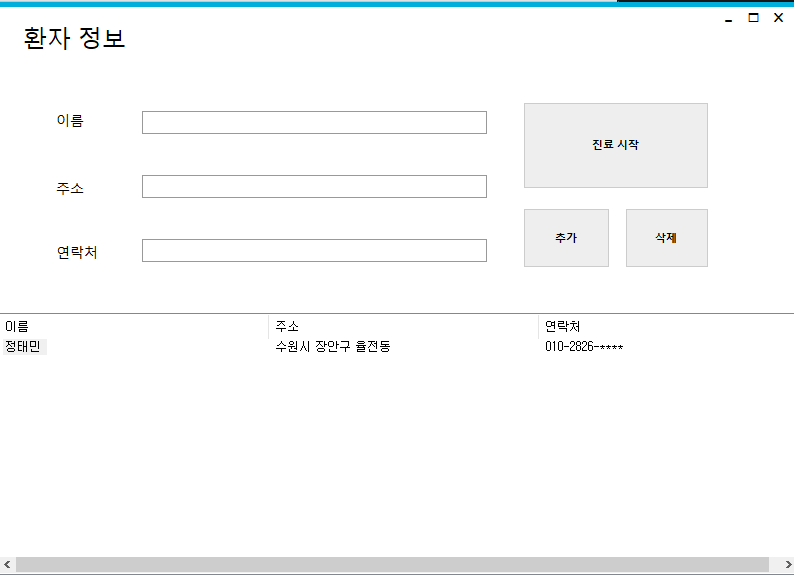 환자 정보
이름
진료 시작
주소
추가 삭제
연락처
이름 주소 연락처
정태민 수원시 장안구 율전동 010-2826-****